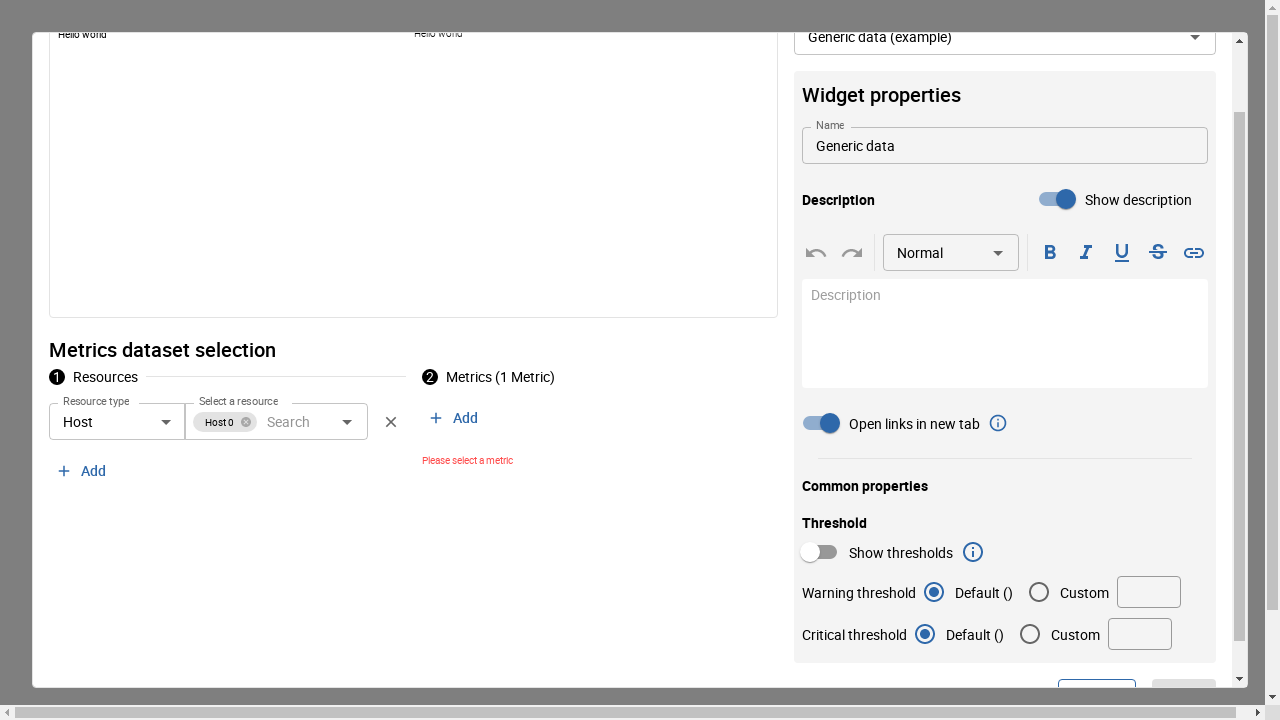 Hello world
Hello world
Generic data (example)
Widget properties
Name
Generic data
Description
Show description
Normal
B I U S
Description
Metrics dataset selection
1 Resources
2 Metrics (1 Metric)
Resource type
Host
Select a resource
Host 0
Search
Add
Please select a metric
Add
Open links in new tab
Common properties
Threshold
Show thresholds
Warning threshold Default () Custom
Critical threshold Default () Custom